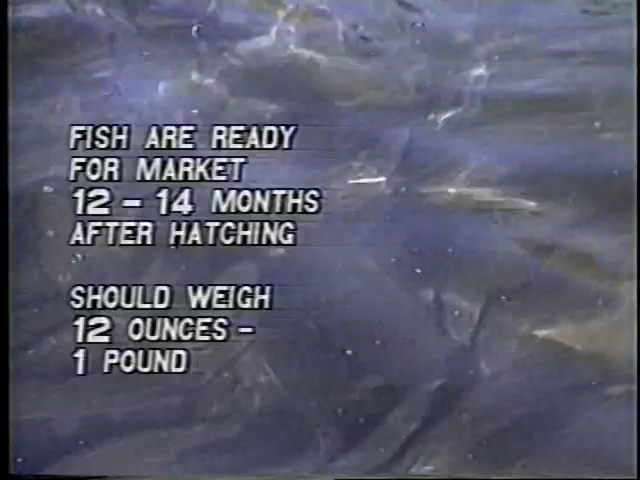 FISH ARE READY
FOR MARKET
12 - 14 MONTHS
AFTER HATCHING
SHOULD WEIGH
12 OUNCES -
1 POUND